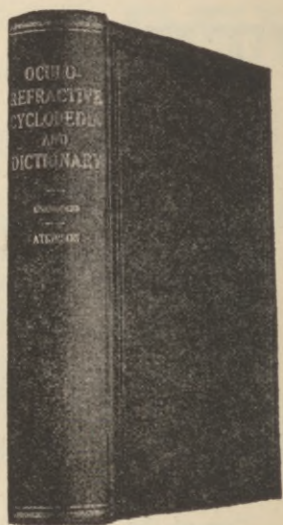 OCULO-
REFRACTIVE
CYCLOPEDIA
AND
DICTIONARY
ATKINSON